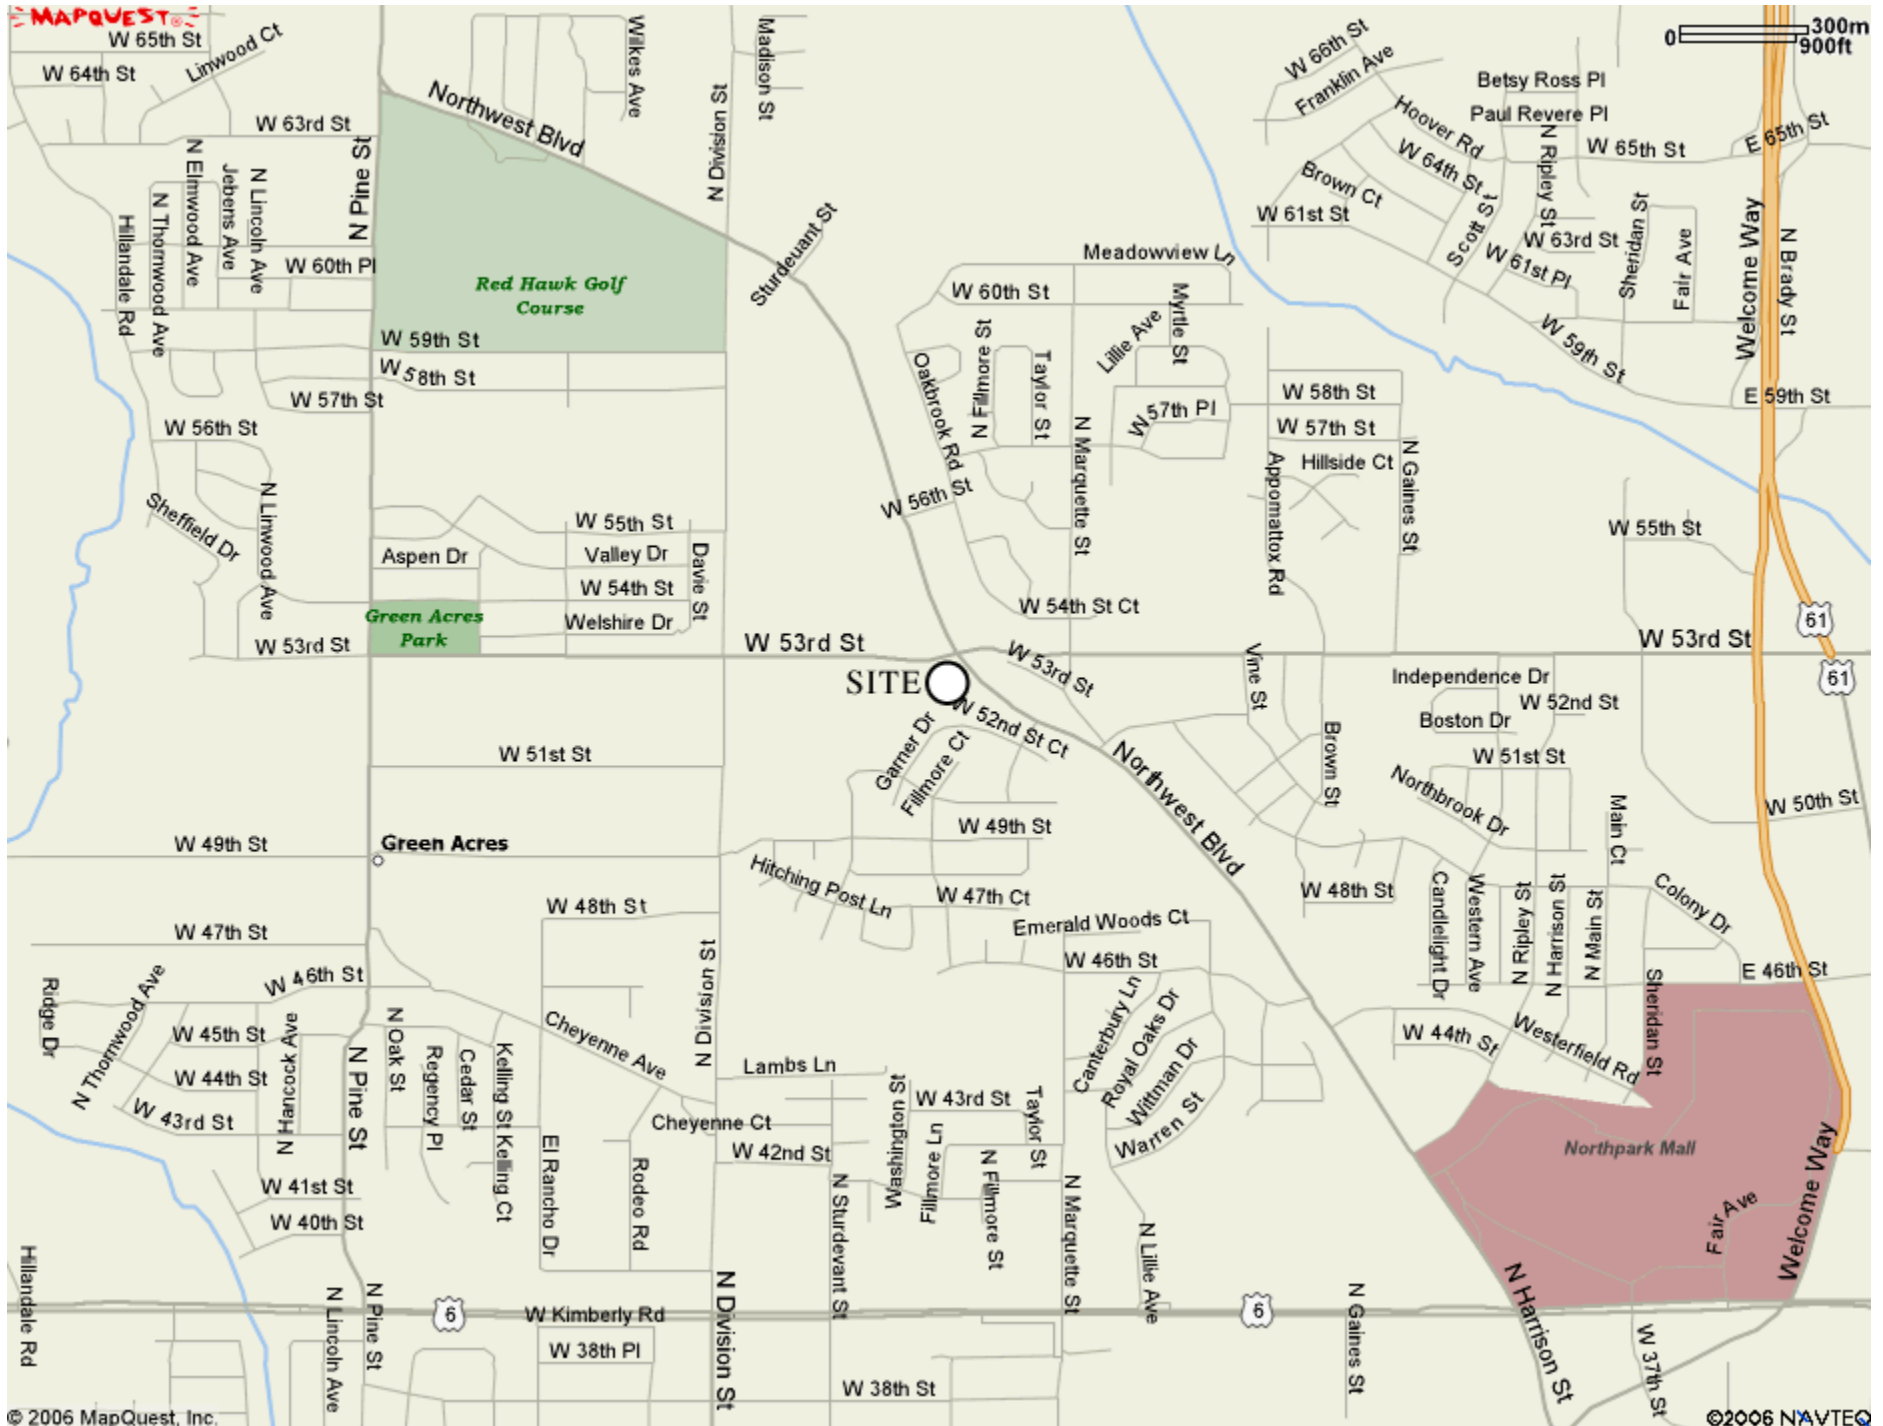 MAPQUEST®
W 65th St
Linwood Ct
W 64th St
Northwest Blvd
Wilkes Ave
Madison St
N Division St
W 63rd St
N Pine St
N Elmwood Ave
Jebens Ave
N Lincoln Ave
N Thornwood Ave
Hillandale Rd
W 60th Pl
Red Hawk Golf
Course
W 59th St
W 58th St
W 57th St
W 56th St
Sheffield Dr
N Linwood Ave
Sturdeuant St
W 66th St
Franklin Ave
Betsy Ross Pl
Paul Revere Pl
Hoover Rd
W 64th St
N Ripley St
W 65th St
E 65th St
0
300m
900ft
Brown Ct
W 61st St
Scott St
W 63rd St
W 61st Pl
Sheridan St
Fair Ave
Welcome Way
N Brady St
W 59th St
E 59th St
Meadowview Ln
W 60th St
Myrtle St
Lillie Ave
N Fillmore St
Taylor St
Oakbrook Rd
W 57th Pl
N Marquette St
W 56th St
W 58th St
W 57th St
Hillside Ct
Appomattox Rd
N Gaines St
W 55th St
W 55th St
Aspen Dr
Valley Dr
Davie St
W 54th St
Green Acres
Park
Welshire Dr
W 54th St Ct
W 53rd St
W 53rd St
W 53rd St
W 53rd St
61
61
SITE
W 52nd St Ct
Garner Dr
Fillmore Ct
Vine St
Brown St
Independence Dr
W 52nd St
Boston Dr
W 51st St
W 51st St
Northbrook Dr
Northwest Blvd
Main Ct
W 50th St
W 49th St
Green Acres
W 49th St
Hitching Post Ln
W 47th Ct
W 48th St
W 48th St
Candlelight Dr
Western Ave
N Ripley St
N Harrison St
N Main St
Colony Dr
W 47th St
Emerald Woods Ct
W 46th St
W 46th St
E 46th St
Ridge Dr
N Thornwood Ave
W 45th St
W 44th St
W 43rd St
N Hancock Ave
N Pine St
N Oak St
Regency Pl
Cedar St
Kelling St
Kelling Ct
Cheyenne Ave
N Division St
Lambs Ln
Cheyenne Ct
W 42nd St
Washington St
W 43rd St
Fillmore Ln
N Fillmore St
Taylor St
Canterbury Ln
Royal Oaks Dr
Wittman Dr
Warren St
W 44th St
Westerfield Rd
Sheridan St
Northpark Mall
Fair Ave
Welcome Way
W 41st St
W 40th St
El Rancho Dr
Rodeo Rd
N Sturdevant St
N Marquette St
N Lillie Ave
Hillandale Rd
N Lincoln Ave
N Pine St
6
W Kimberly Rd
N Division St
6
N Gaines St
N Harrison St
W 37th St
W 38th Pl
W 38th St
© 2006 MapQuest, Inc.
©2006 NAVTEQ